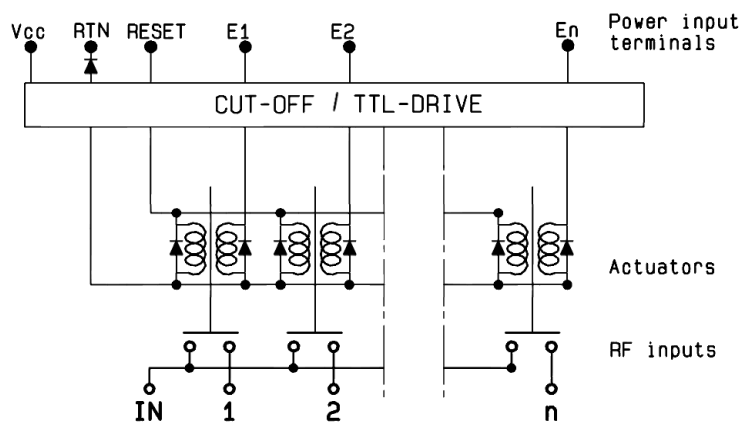 Vcc RTN RESET E1 E2 En
Power input
terminals
CUT-OFF / TTL-DRIVE
Actuators
RF inputs
IN 1 2 n